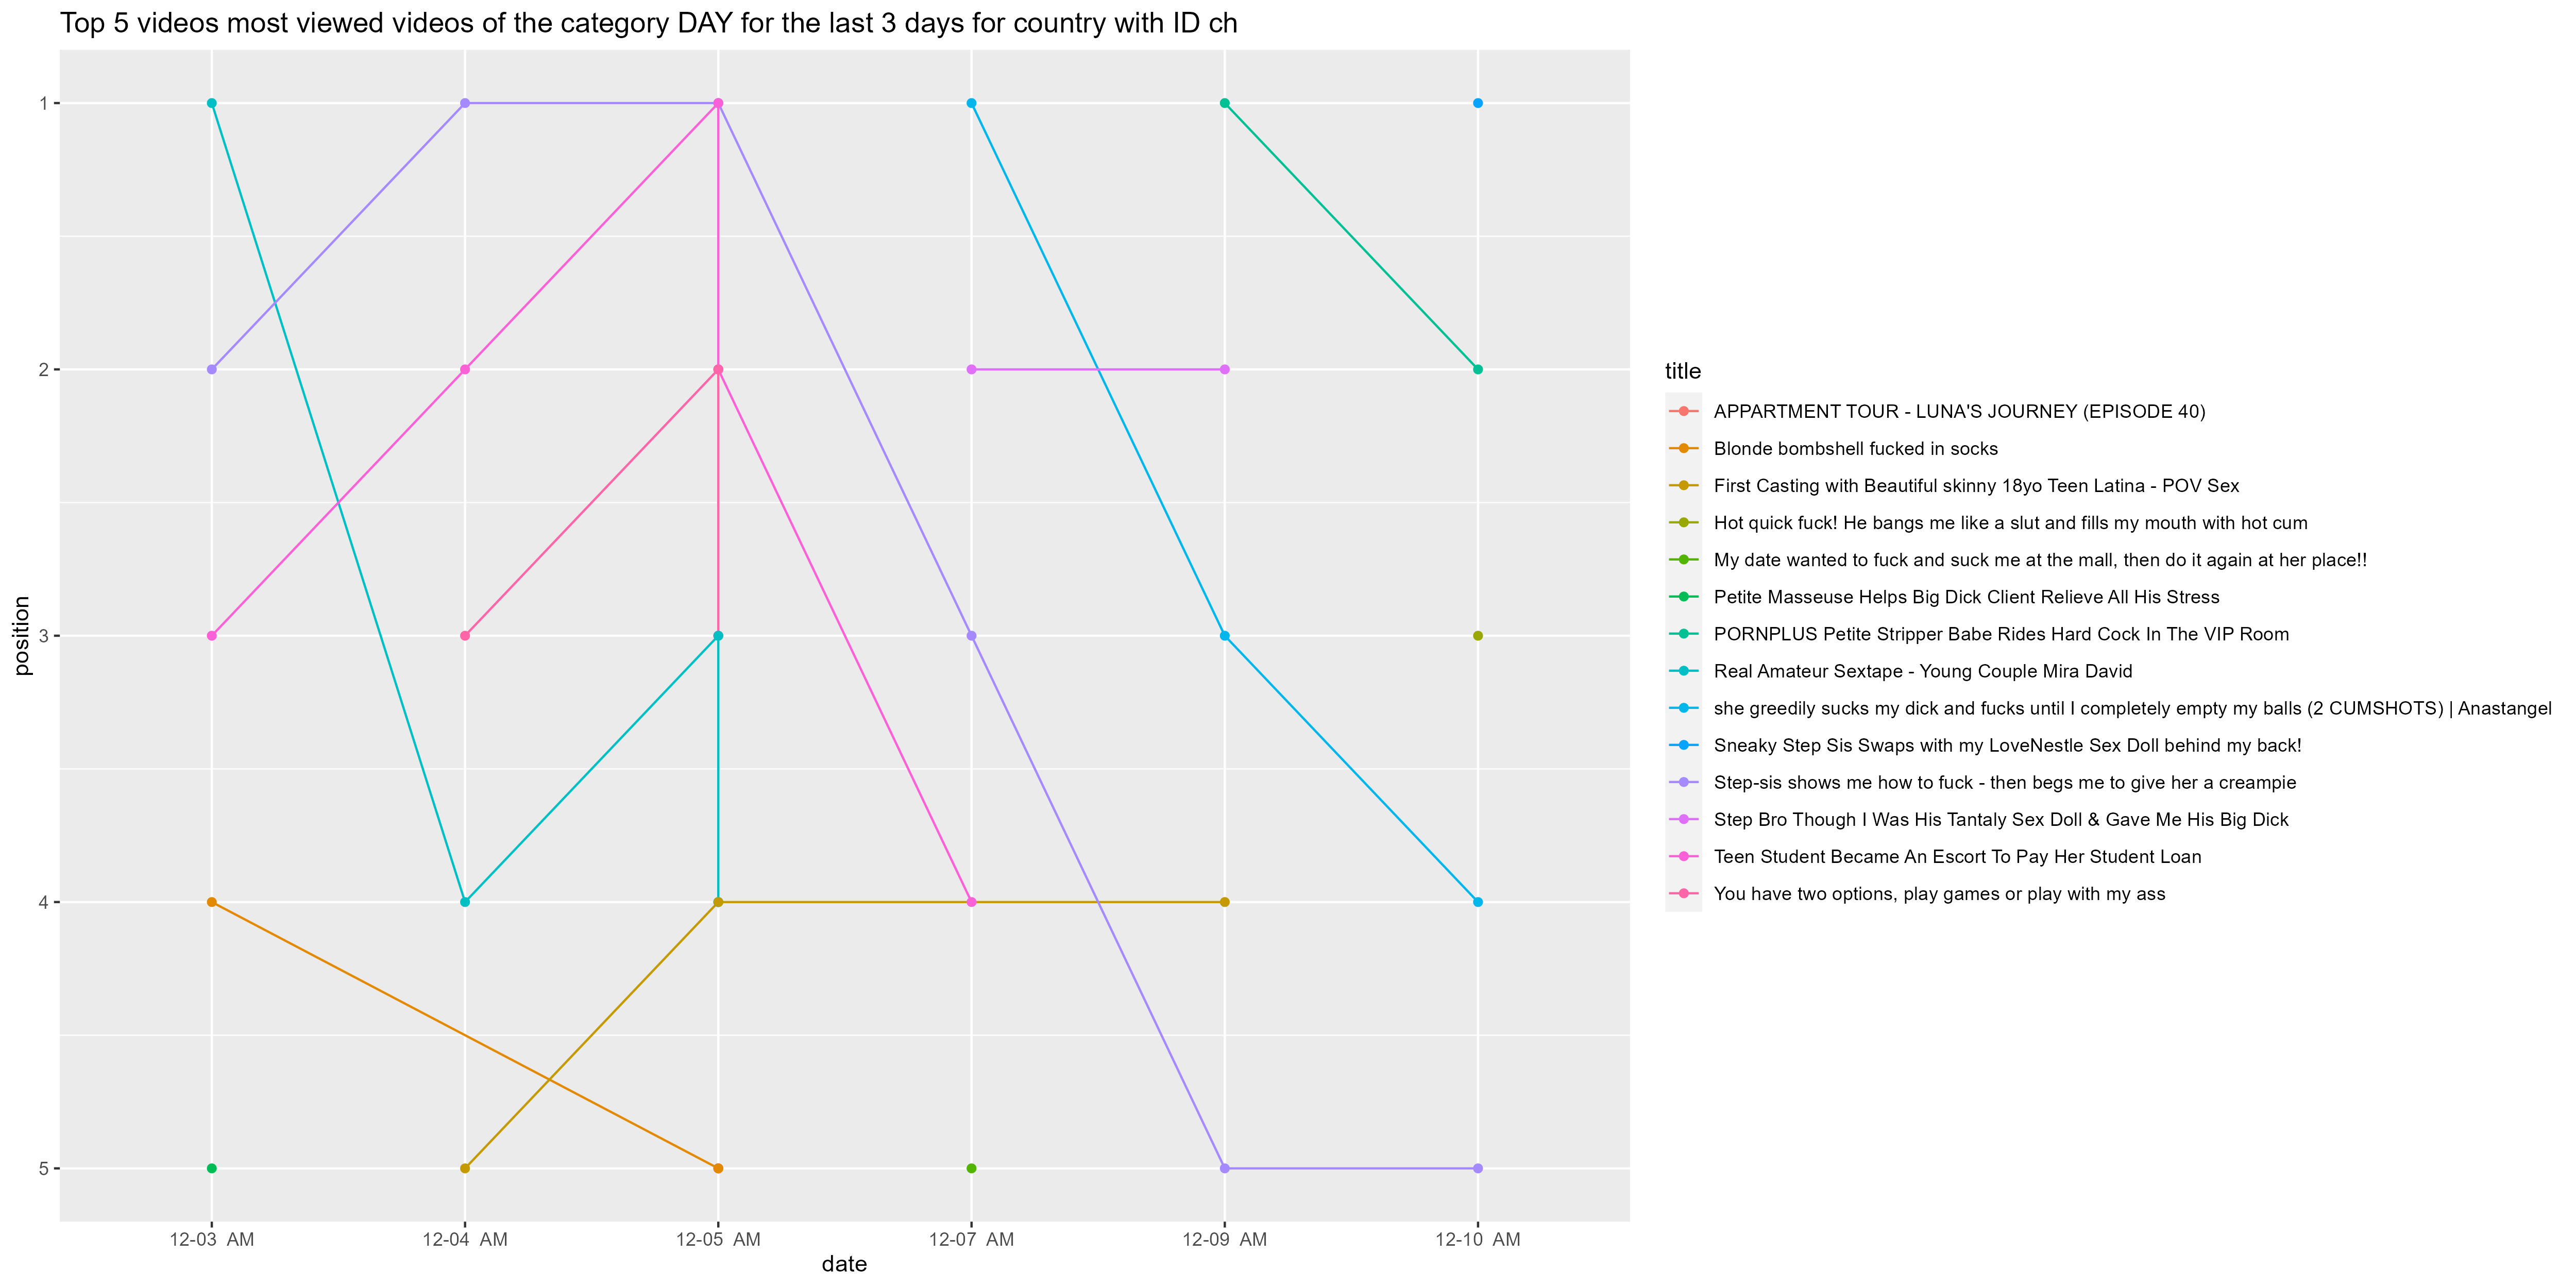 Top 5 videos most viewed videos of the category DAY for the last 3 days for country with ID ch
position
1
2
3
4
5
12-03 AM
12-04 AM
12-05 AM
12-07 AM
12-09 AM
12-10 AM
date
title
APPARTMENT TOUR - LUNA'S JOURNEY (EPISODE 40)
Blonde bombshell fucked in socks
First Casting with Beautiful skinny 18yo Teen Latina - POV Sex
Hot quick fuck! He bangs me like a slut and fills my mouth with hot cum
My date wanted to fuck and suck me at the mall, then do it again at her place!!
Petite Masseuse Helps Big Dick Client Relieve All His Stress
PORNPLUS Petite Stripper Babe Rides Hard Cock In The VIP Room
Real Amateur Sextape - Young Couple Mira David
she greedily sucks my dick and fucks until I completely empty my balls (2 CUMSHOTS) | Anastangel
Sneaky Step Sis Swaps with my LoveNestle Sex Doll behind my back!
Step-sis shows me how to fuck - then begs me to give her a creampie
Step Bro Though I Was His Tantaly Sex Doll & Gave Me His Big Dick
Teen Student Became An Escort To Pay Her Student Loan
You have two options, play games or play with my ass